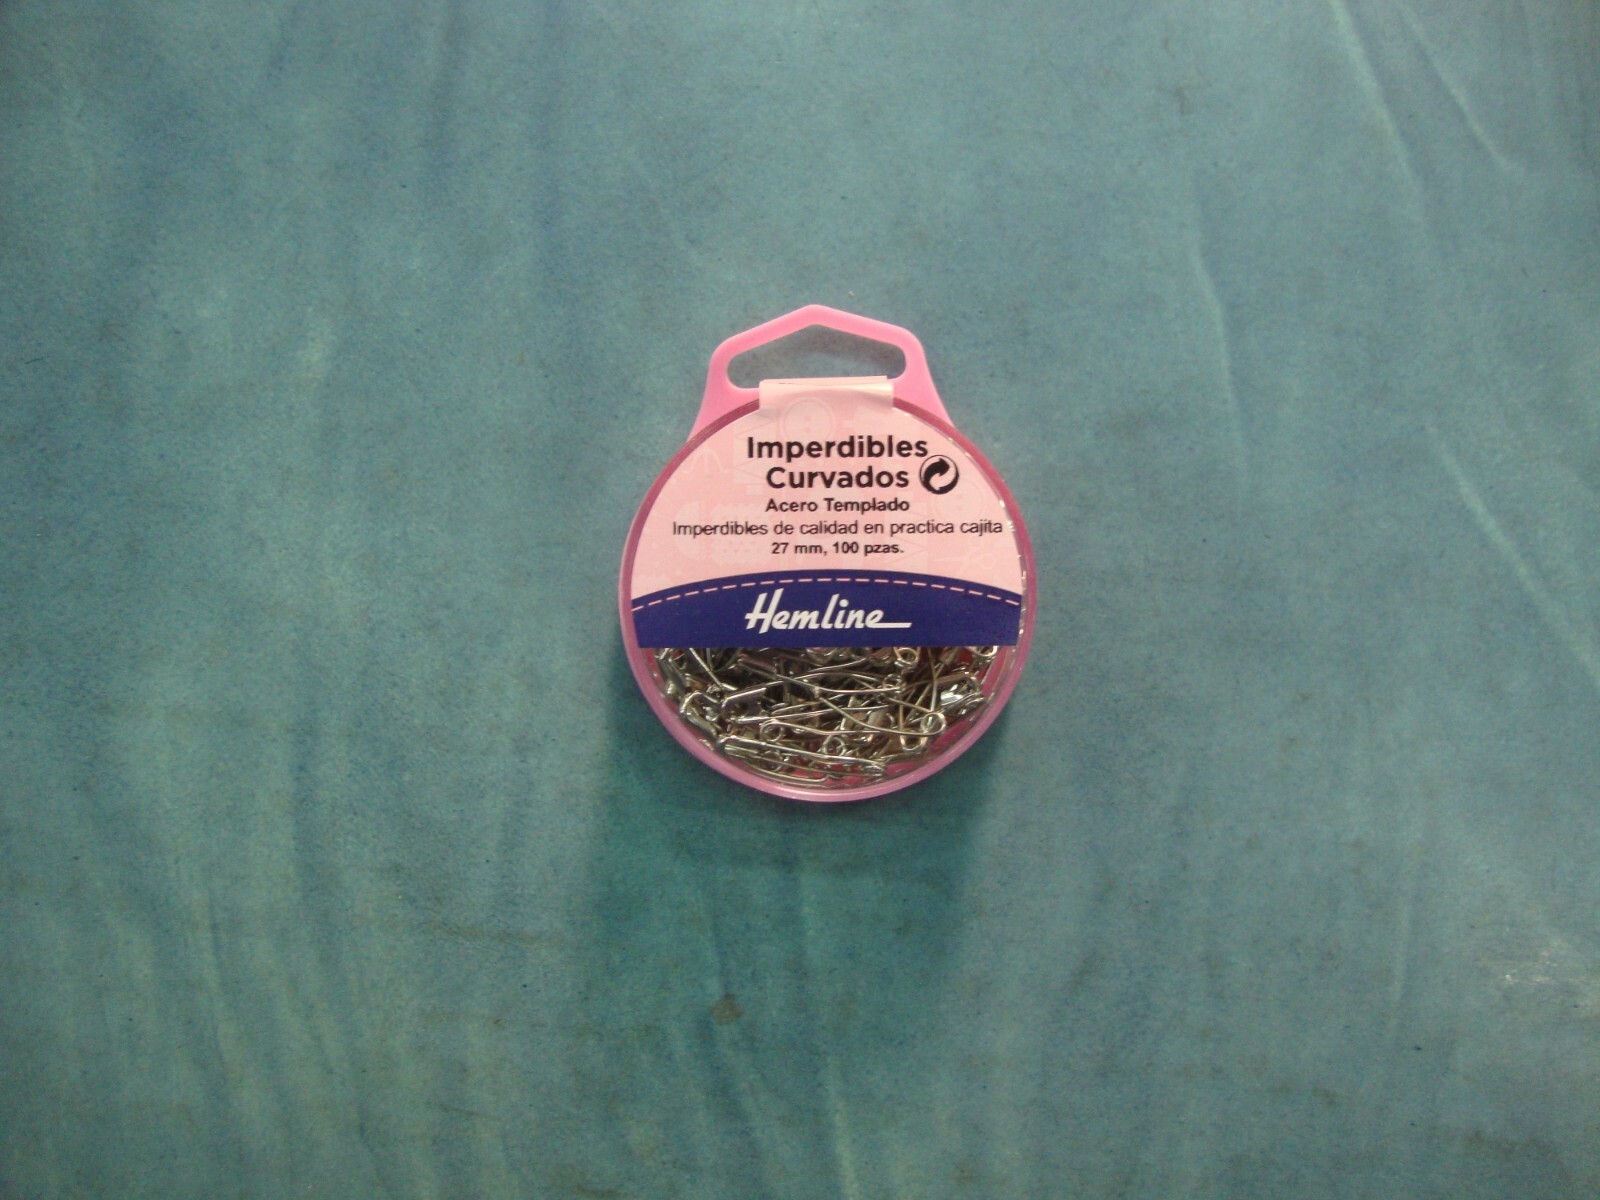 Imperdibles
Curvados
Acero Templado
Imperdibles de calidad en practica cajita
27 mm, 100 pzas.
Hemline